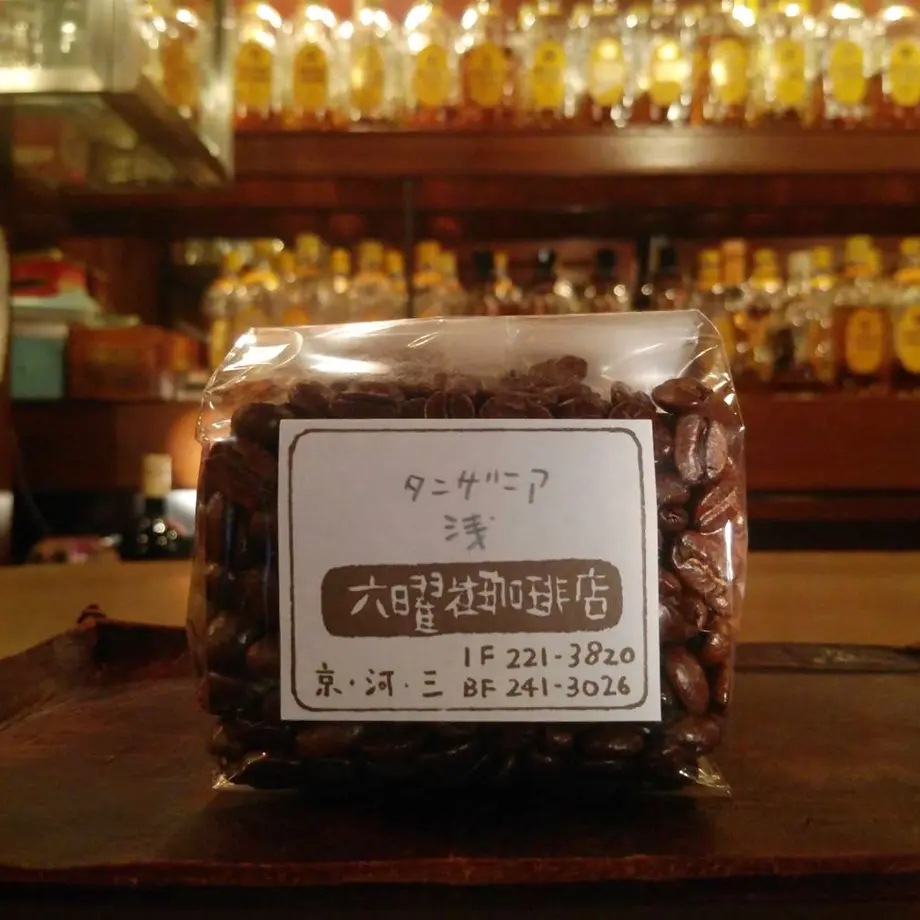 タンザニア
浅
六曜社珈琲店
京・河・三
1F 221-3820
BF 241-3026